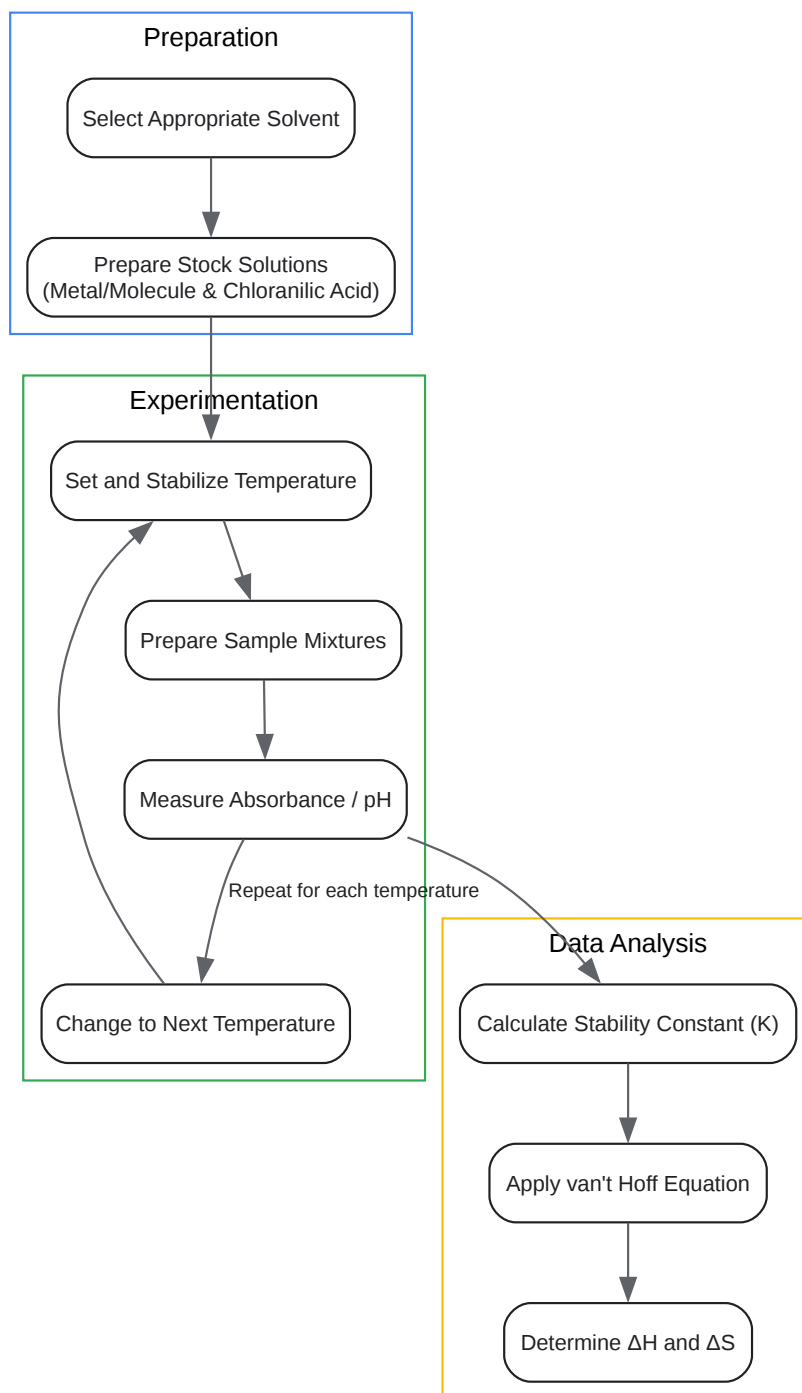 Preparation
Select Appropriate Solvent
Prepare Stock Solutions
(Metal/Molecule & Chloranilic Acid)
Experimentation
Set and Stabilize Temperature
Prepare Sample Mixtures
Measure Absorbance / pH
Repeat for each temperature
Change to Next Temperature
Data Analysis
Calculate Stability Constant (K)
Apply van't Hoff Equation
Determine ΔH and ΔS